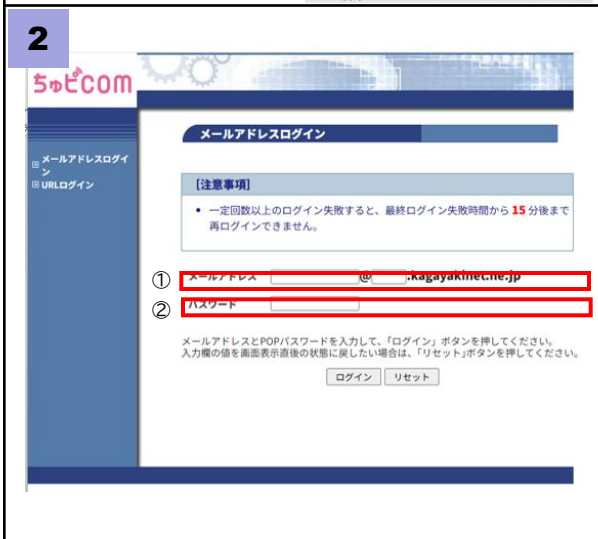 2
ちゅピCOM
メールアドレスログイン
メールアドレスログイ
ン
URLログイン
[注意事項]
• 一定回数以上のログイン失敗すると、最終ログイン失敗時間から 15 分後まで
再ログインできません。
① メールアドレス @ .kagayakinet.ne.jp
② パスワード
メールアドレスとPOPパスワードを入力して、「ログイン」ボタンを押してください。
入力欄の値を画面表示直後の状態に戻したい場合は、「リセット」ボタンを押してください。
ログイン リセット